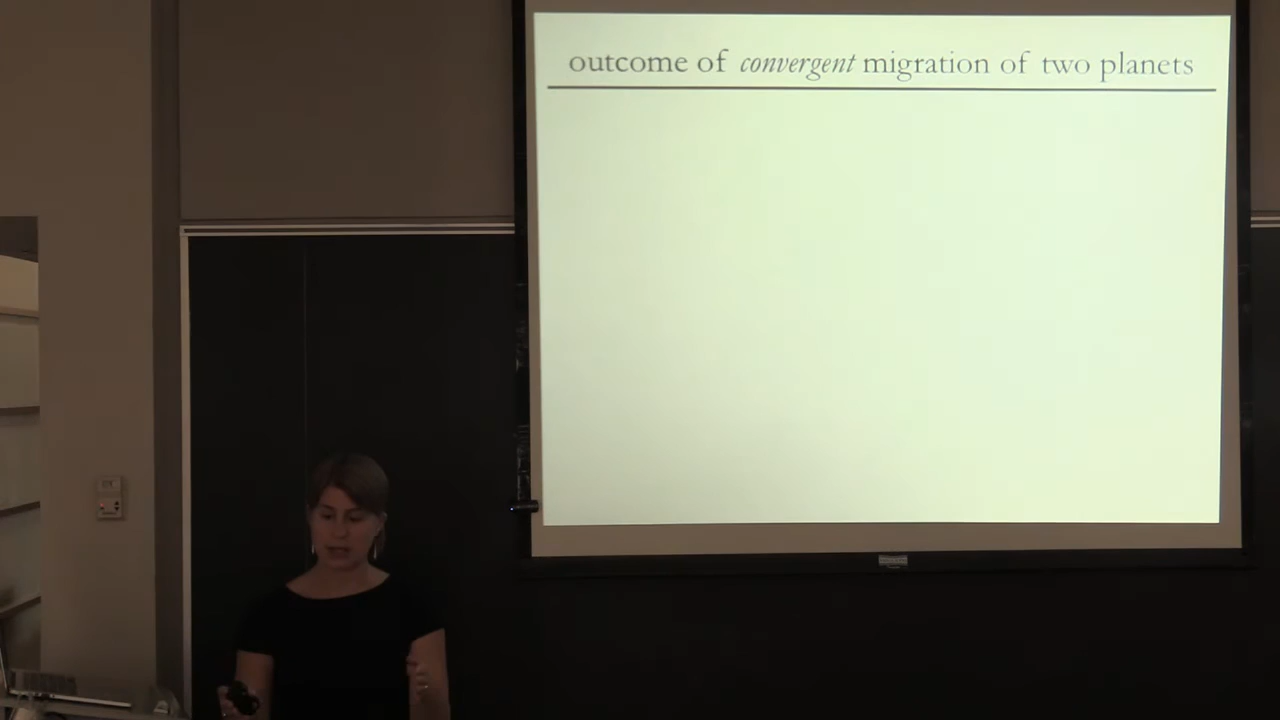 outcome of convergent migration of two planets